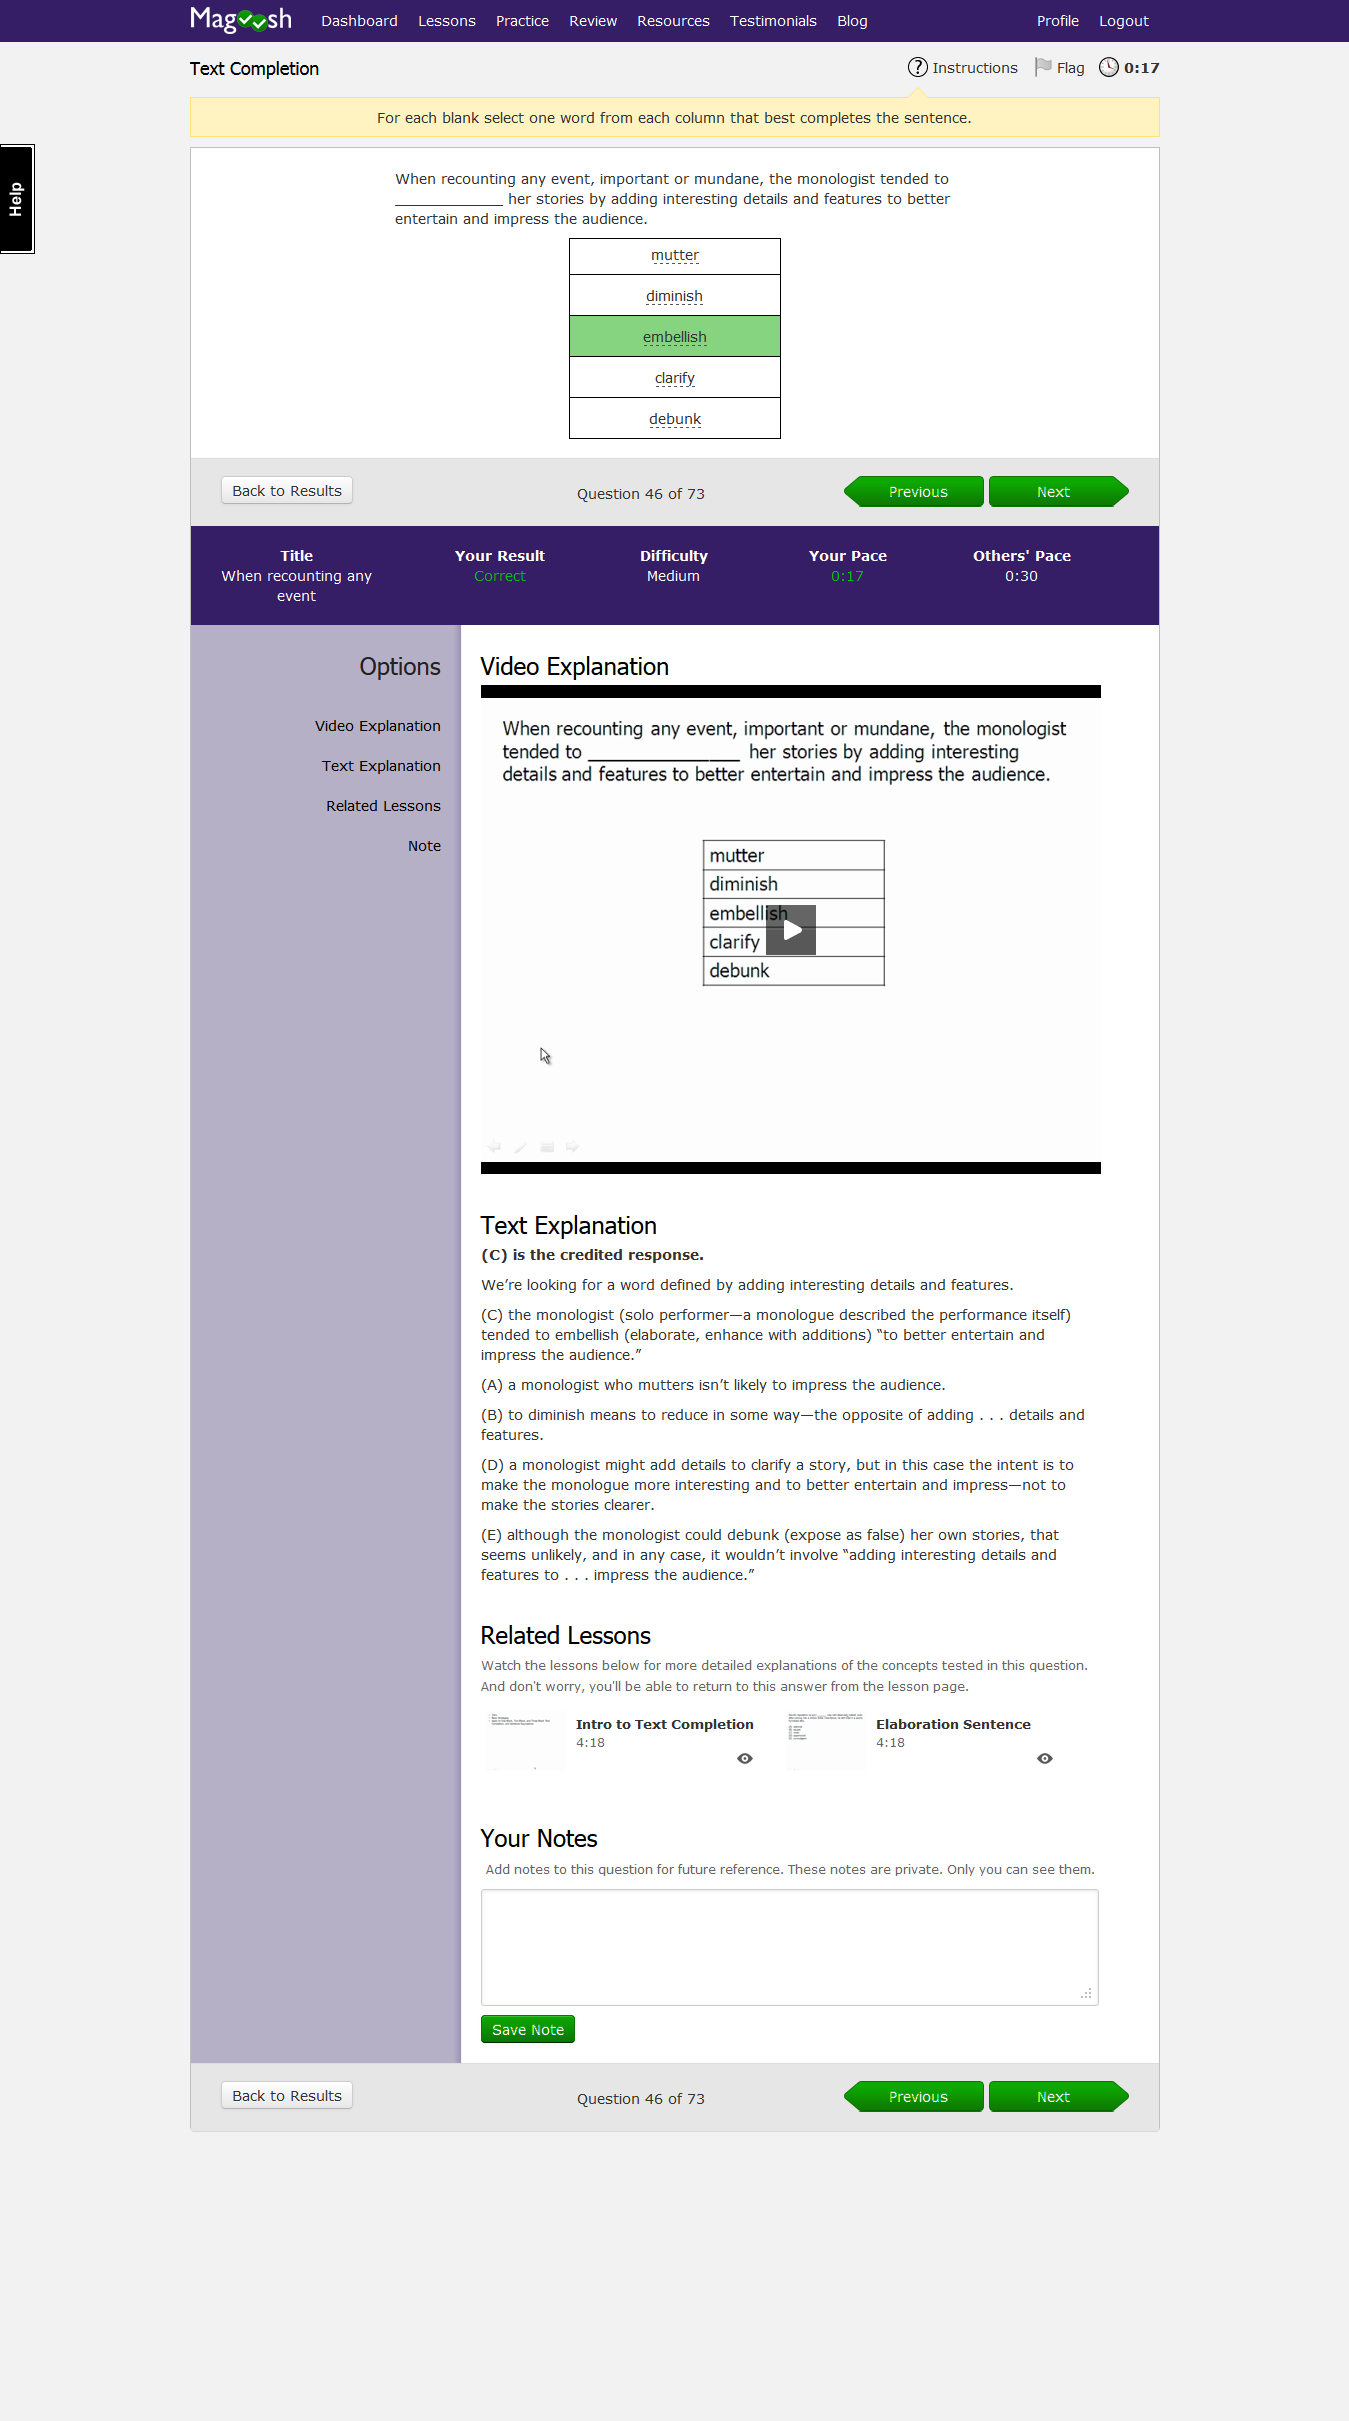 Magoosh Dashboard Lessons Practice Review Resources Testimonials Blog Profile Logout
Text Completion
Instructions Flag 0:17
For each blank select one word from each column that best completes the sentence.
Help
When recounting any event, important or mundane, the monologist tended to
____________ her stories by adding interesting details and features to better
entertain and impress the audience.
mutter
diminish
embellish
clarify
debunk
Back to Results
Question 46 of 73
Previous
Next
Title
When recounting any
event
Your Result
Correct
Difficulty
Medium
Your Pace
0:17
Others' Pace
0:30
Options
Video Explanation
Text Explanation
Related Lessons
Note
Video Explanation
When recounting any event, important or mundane, the monologist
tended to ______________ her stories by adding interesting
details and features to better entertain and impress the audience.
mutter
diminish
embellish
clarify
debunk
Text Explanation
(C) is the credited response.
We’re looking for a word defined by adding interesting details and features.
(C) the monologist (solo performer—a monologue described the performance itself)
tended to embellish (elaborate, enhance with additions) “to better entertain and
impress the audience.”
(A) a monologist who mutters isn’t likely to impress the audience.
(B) to diminish means to reduce in some way—the opposite of adding . . . details and
features.
(D) a monologist might add details to clarify a story, but in this case the intent is to
make the monologue more interesting and to better entertain and impress—not to
make the stories clearer.
(E) although the monologist could debunk (expose as false) her own stories, that
seems unlikely, and in any case, it wouldn’t involve “adding interesting details and
features to . . . impress the audience.”
Related Lessons
Watch the lessons below for more detailed explanations of the concepts tested in this question.
And don't worry, you'll be able to return to this answer from the lesson page.
Intro to Text Completion
4:18
Elaboration Sentence
4:18
Your Notes
Add notes to this question for future reference. These notes are private. Only you can see them.
Save Note
Back to Results
Question 46 of 73
Previous
Next